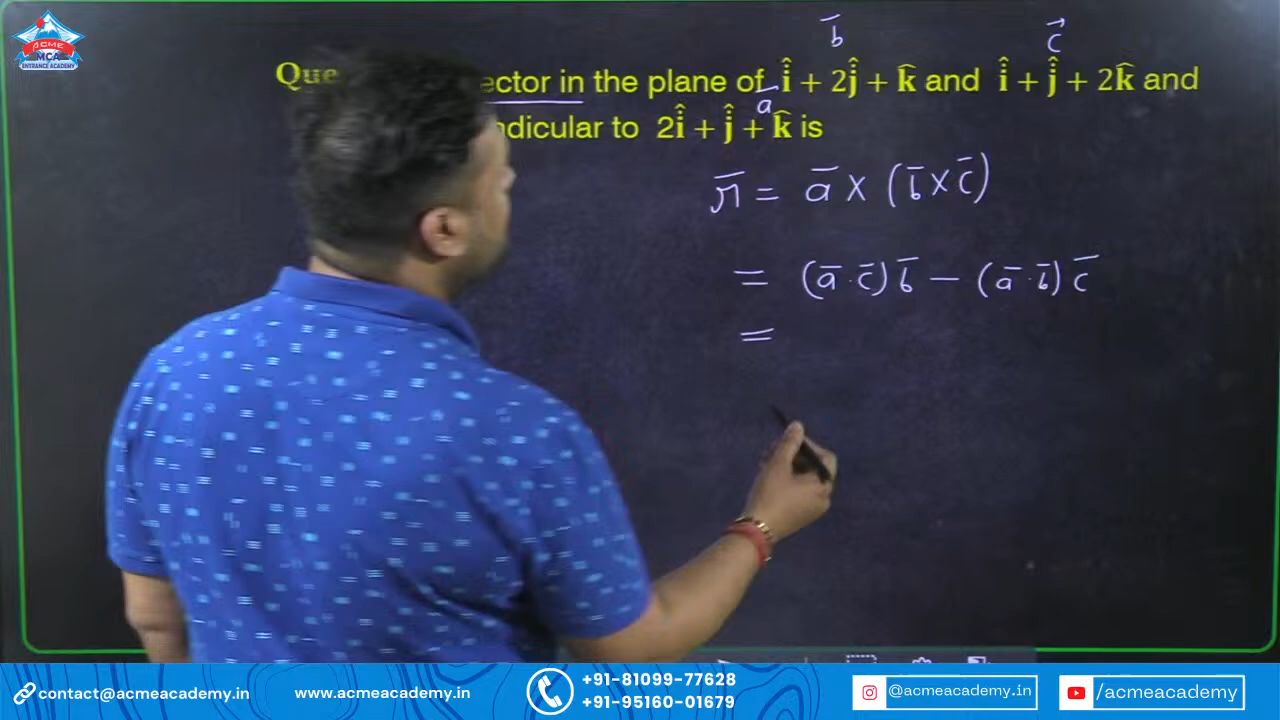 ACME
MCA
ENTRANCE ACADEMY
b̄ c⃗
Que ector in the plane of î + 2ĵ + k̂ and î + ĵ + 2k̂ and
ā
ndicular to 2î + ĵ + k̂ is
r̄ = ā × (b̄ × c̄)
= (ā · c̄) b̄ − (ā · b̄) c̄
=
contact@acmeacademy.in www.acmeacademy.in +91-81099-77628 @acmeacademy.in /acmeacademy
+91-95160-01679